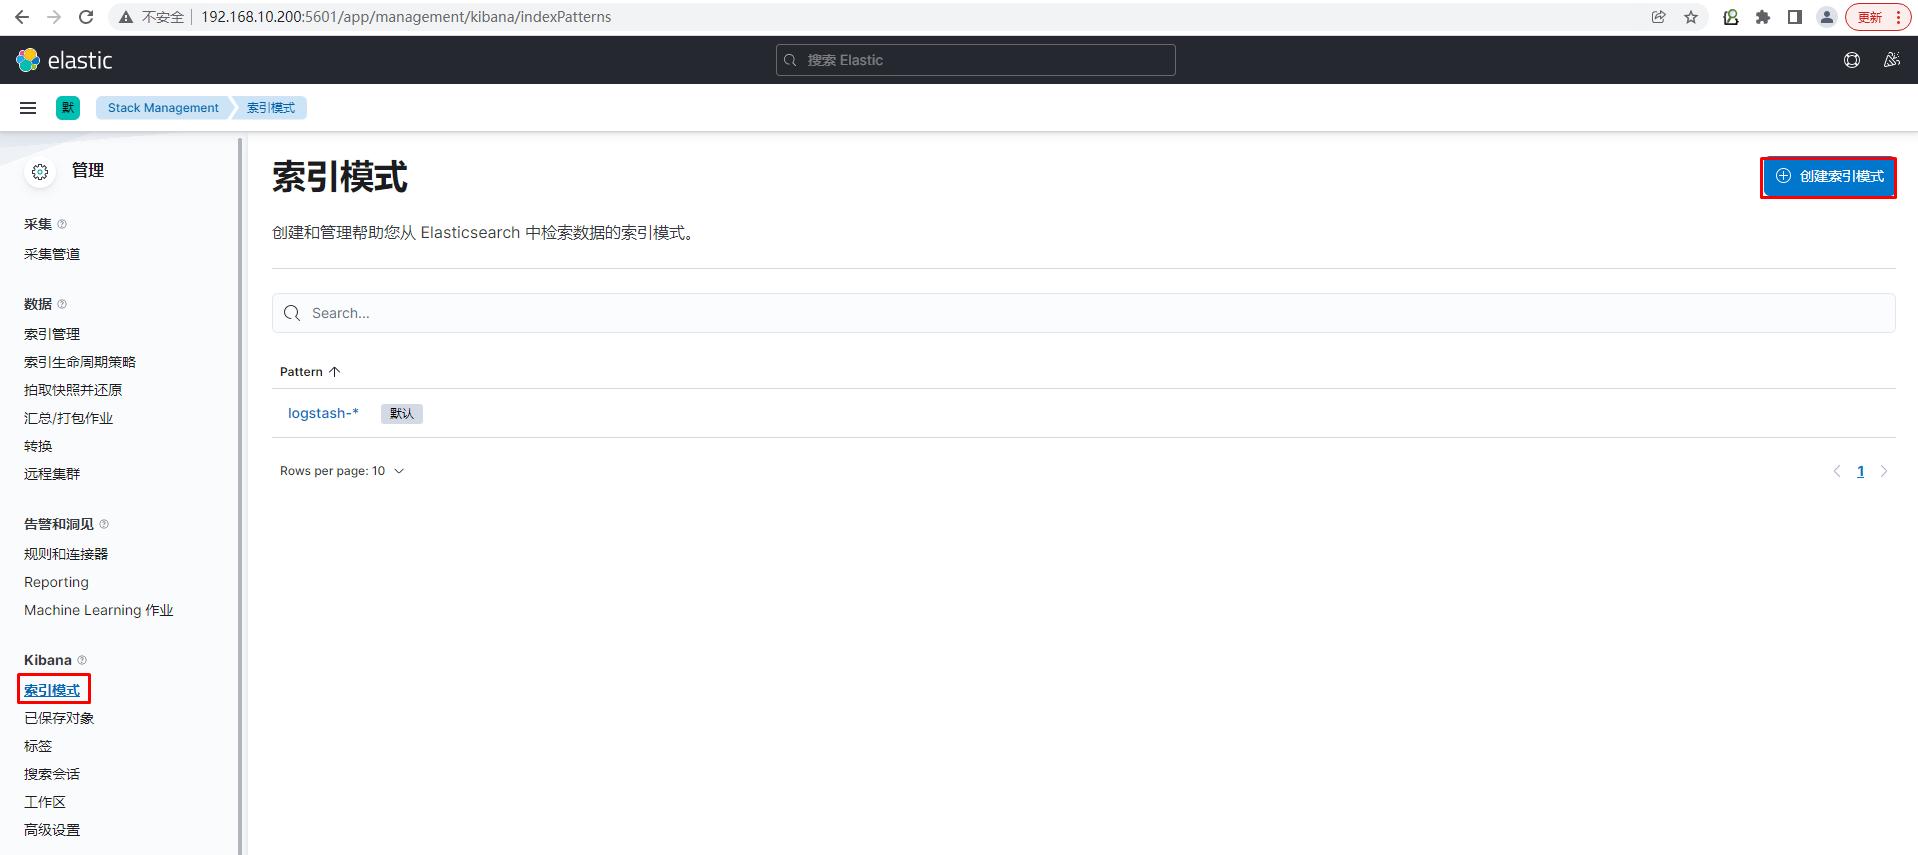 不安全 192.168.10.200:5601/app/management/kibana/indexPatterns 更新
elastic 搜索 Elastic
默 Stack Management 索引模式
管理
采集
采集管道
数据
索引管理
索引生命周期策略
拍取快照并还原
汇总/打包作业
转换
远程集群
告警和洞见
规则和连接器
Reporting
Machine Learning 作业
Kibana
索引模式
已保存对象
标签
搜索会话
工作区
高级设置
索引模式
创建索引模式
创建和管理帮助您从 Elasticsearch 中检索数据的索引模式。
Search...
Pattern
logstash-* 默认
Rows per page: 10
1